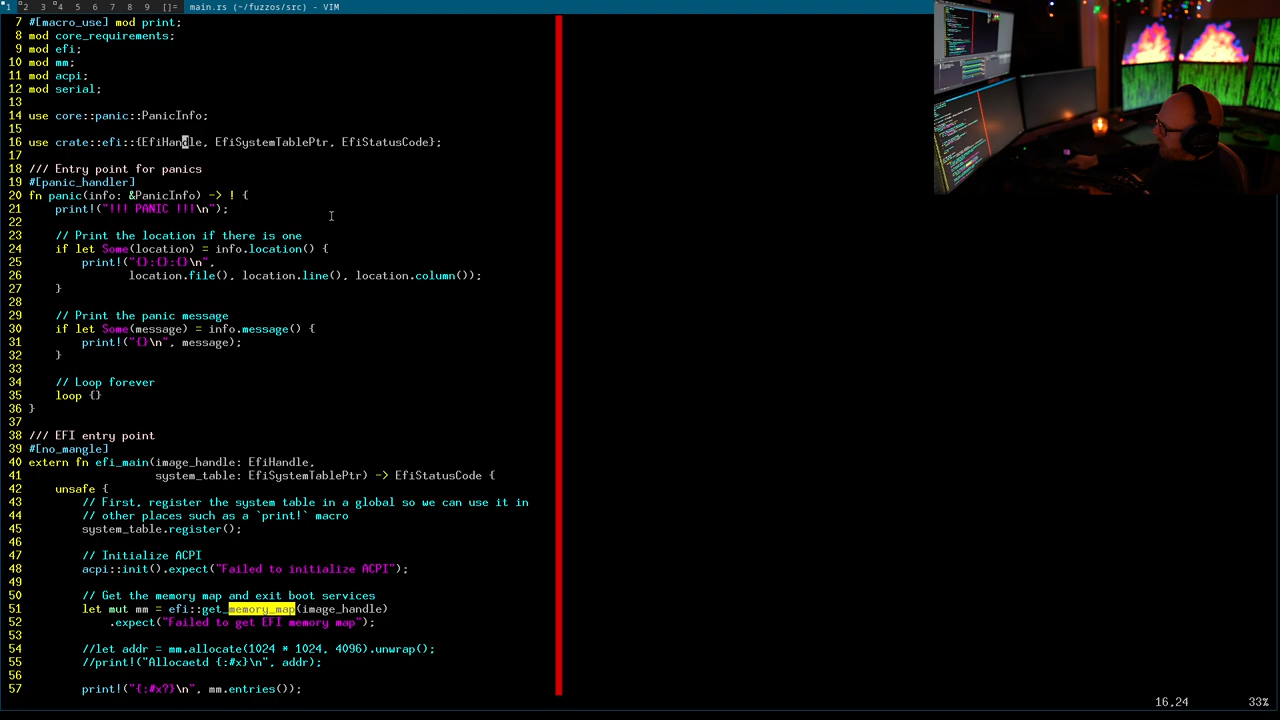 1 2 3 4 5 6 7 8 9 []= main.rs (~/fuzzos/src) - VIM
7 #[macro_use] mod print;
8 mod core_requirements;
9 mod efi;
10 mod mm;
11 mod acpi;
12 mod serial;
13
14 use core::panic::PanicInfo;
15
16 use crate::efi::{EfiHandle, EfiSystemTablePtr, EfiStatusCode};
17
18 /// Entry point for panics
19 #[panic_handler]
20 fn panic(info: &PanicInfo) -> ! {
21     print!("!!! PANIC !!!\n");
22
23     // Print the location if there is one
24     if let Some(location) = info.location() {
25         print!("{}:{}:{}\n",
26                location.file(), location.line(), location.column());
27     }
28
29     // Print the panic message
30     if let Some(message) = info.message() {
31         print!("{}\n", message);
32     }
33
34     // Loop forever
35     loop {}
36 }
37
38 /// EFI entry point
39 #[no_mangle]
40 extern fn efi_main(image_handle: EfiHandle,
41                    system_table: EfiSystemTablePtr) -> EfiStatusCode {
42     unsafe {
43         // First, register the system table in a global so we can use it in
44         // other places such as a `print!` macro
45         system_table.register();
46
47         // Initialize ACPI
48         acpi::init().expect("Failed to initialize ACPI");
49
50         // Get the memory map and exit boot services
51         let mut mm = efi::get_memory_map(image_handle)
52             .expect("Failed to get EFI memory map");
53
54         //let addr = mm.allocate(1024 * 1024, 4096).unwrap();
55         //print!("Allocaetd {:#x}\n", addr);
56
57         print!("{:#x?}\n", mm.entries());
16,24 33%